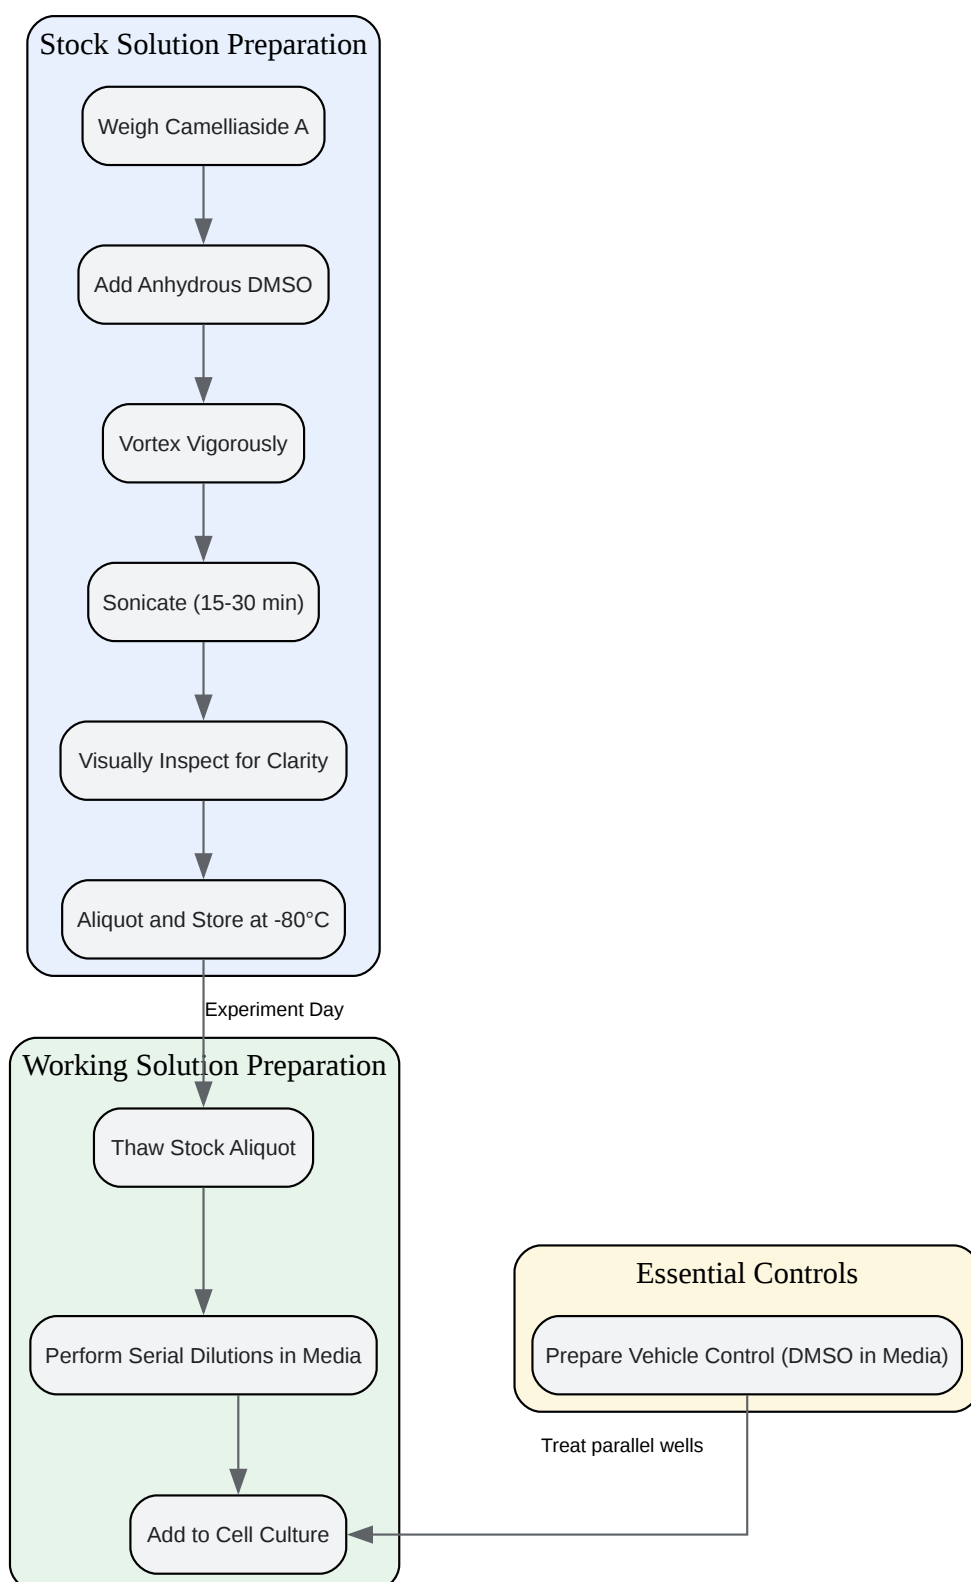 Stock Solution Preparation
Weigh Camelliaside A
Add Anhydrous DMSO
Vortex Vigorously
Sonicate (15-30 min)
Visually Inspect for Clarity
Aliquot and Store at -80°C
Experiment Day
Working Solution Preparation
Thaw Stock Aliquot
Perform Serial Dilutions in Media
Essential Controls
Prepare Vehicle Control (DMSO in Media)
Treat parallel wells
Add to Cell Culture